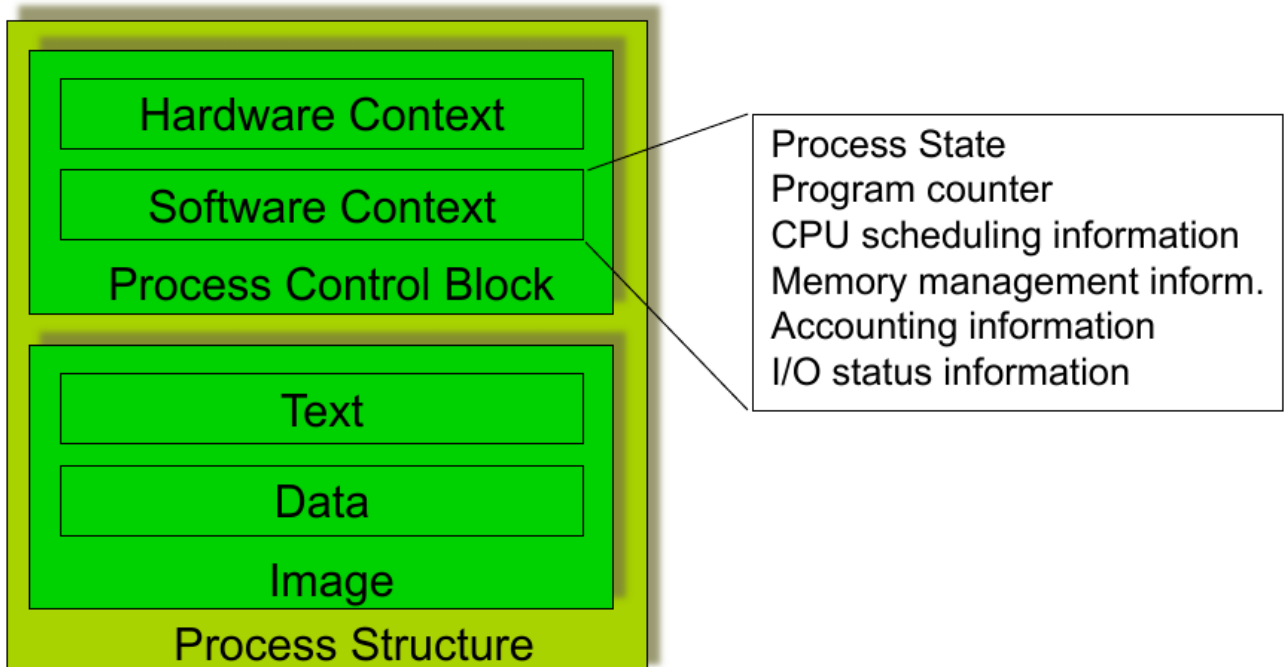 Hardware Context
Software Context
Process Control Block
Text
Data
Image
Process Structure
Process State
Program counter
CPU scheduling information
Memory management inform.
Accounting information
I/O status information